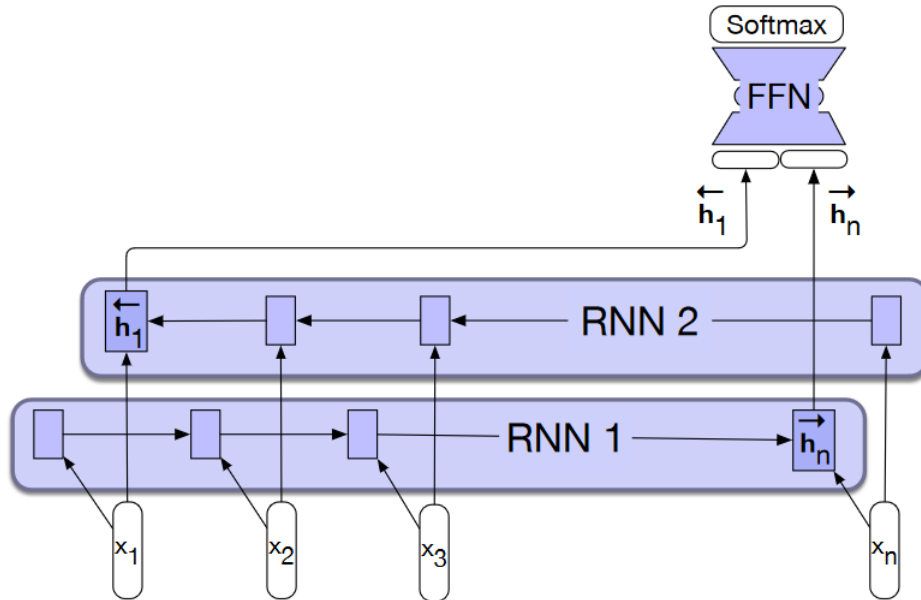 Softmax
FFN
←h₁ →hₙ
←h₁ RNN 2
RNN 1 →hₙ
x₁ x₂ x₃ xₙ